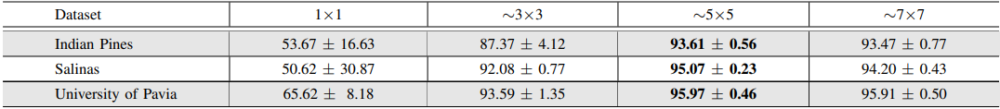 Dataset 1×1 ∼3×3 ∼5×5 ∼7×7
Indian Pines 53.67 ± 16.63 87.37 ± 4.12 93.61 ± 0.56 93.47 ± 0.77
Salinas 50.62 ± 30.87 92.08 ± 0.77 95.07 ± 0.23 94.20 ± 0.43
University of Pavia 65.62 ± 8.18 93.59 ± 1.35 95.97 ± 0.46 95.91 ± 0.50